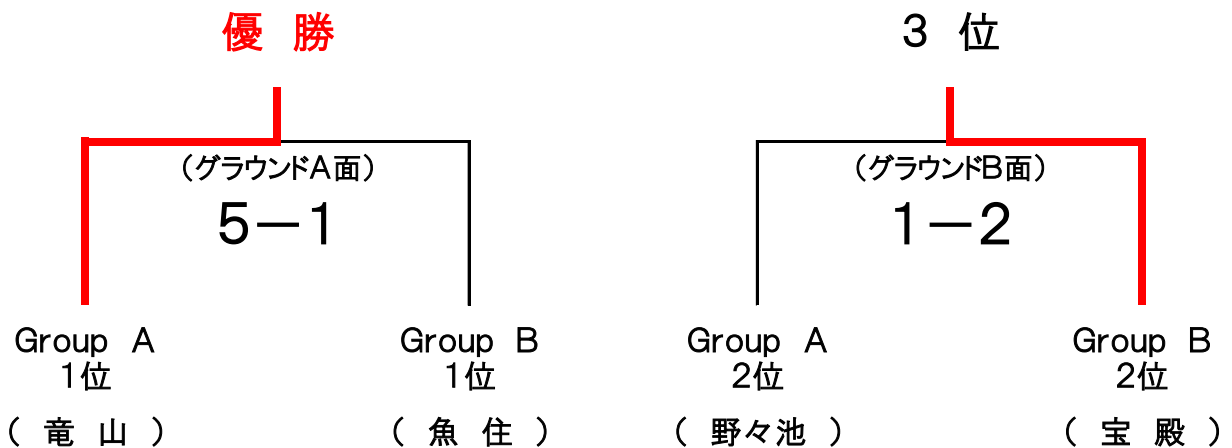 優　勝
（グラウンドA面）
５－１
Group　A
1位
（　竜　山　）
Group　B
1位
（　魚　住　）
３　位
（グラウンドB面）
１－２
Group　A
2位
（　野々池　）
Group　B
2位
（　宝　殿　）